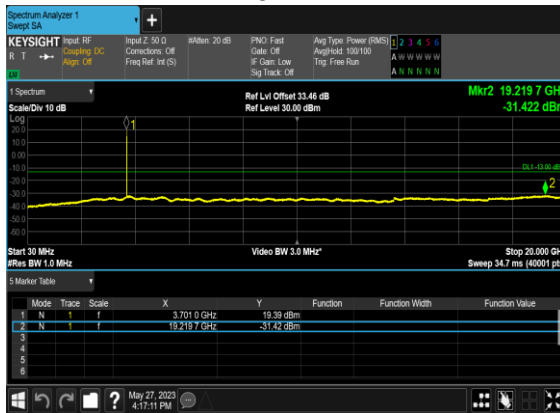 Spectrum Analyzer 1
Swept SA
KEYSIGHT Input: RF Input Z: 50 Ω #Atten: 20 dB PNO: Fast Avg Type: Power (RMS) 1 2 3 4 5 6
R T Coupling: DC Corrections: Off Gate: Off Avg|Hold: 100/100 A W W W W W
Align: Off Freq Ref: Int (S) IF Gain: Low Trig: Free Run
Sig Track: Off A N N N N N
1 Spectrum
Ref Lvl Offset 33.46 dB Mkr2 19.219 7 GH
Scale/Div 10 dB Ref Level 30.00 dBm -31.422 dB
Log
20.0
10.0
0.00
-10.0
-20.0
-30.0
-40.0
-50.0
-60.0
1
DL1 -13.00 dB
2
Start 30 MHz Video BW 3.0 MHz* Stop 20.000 GH
#Res BW 1.0 MHz Sweep 34.7 ms (40001 pt
5 Marker Table
Mode Trace Scale X Y Function Function Width Function Value
1 N 1 f 3.701 0 GHz 19.39 dBm
2 N 1 f 19.219 7 GHz -31.42 dBm
3
4
5
6
? May 27, 2023
4:17:11 PM